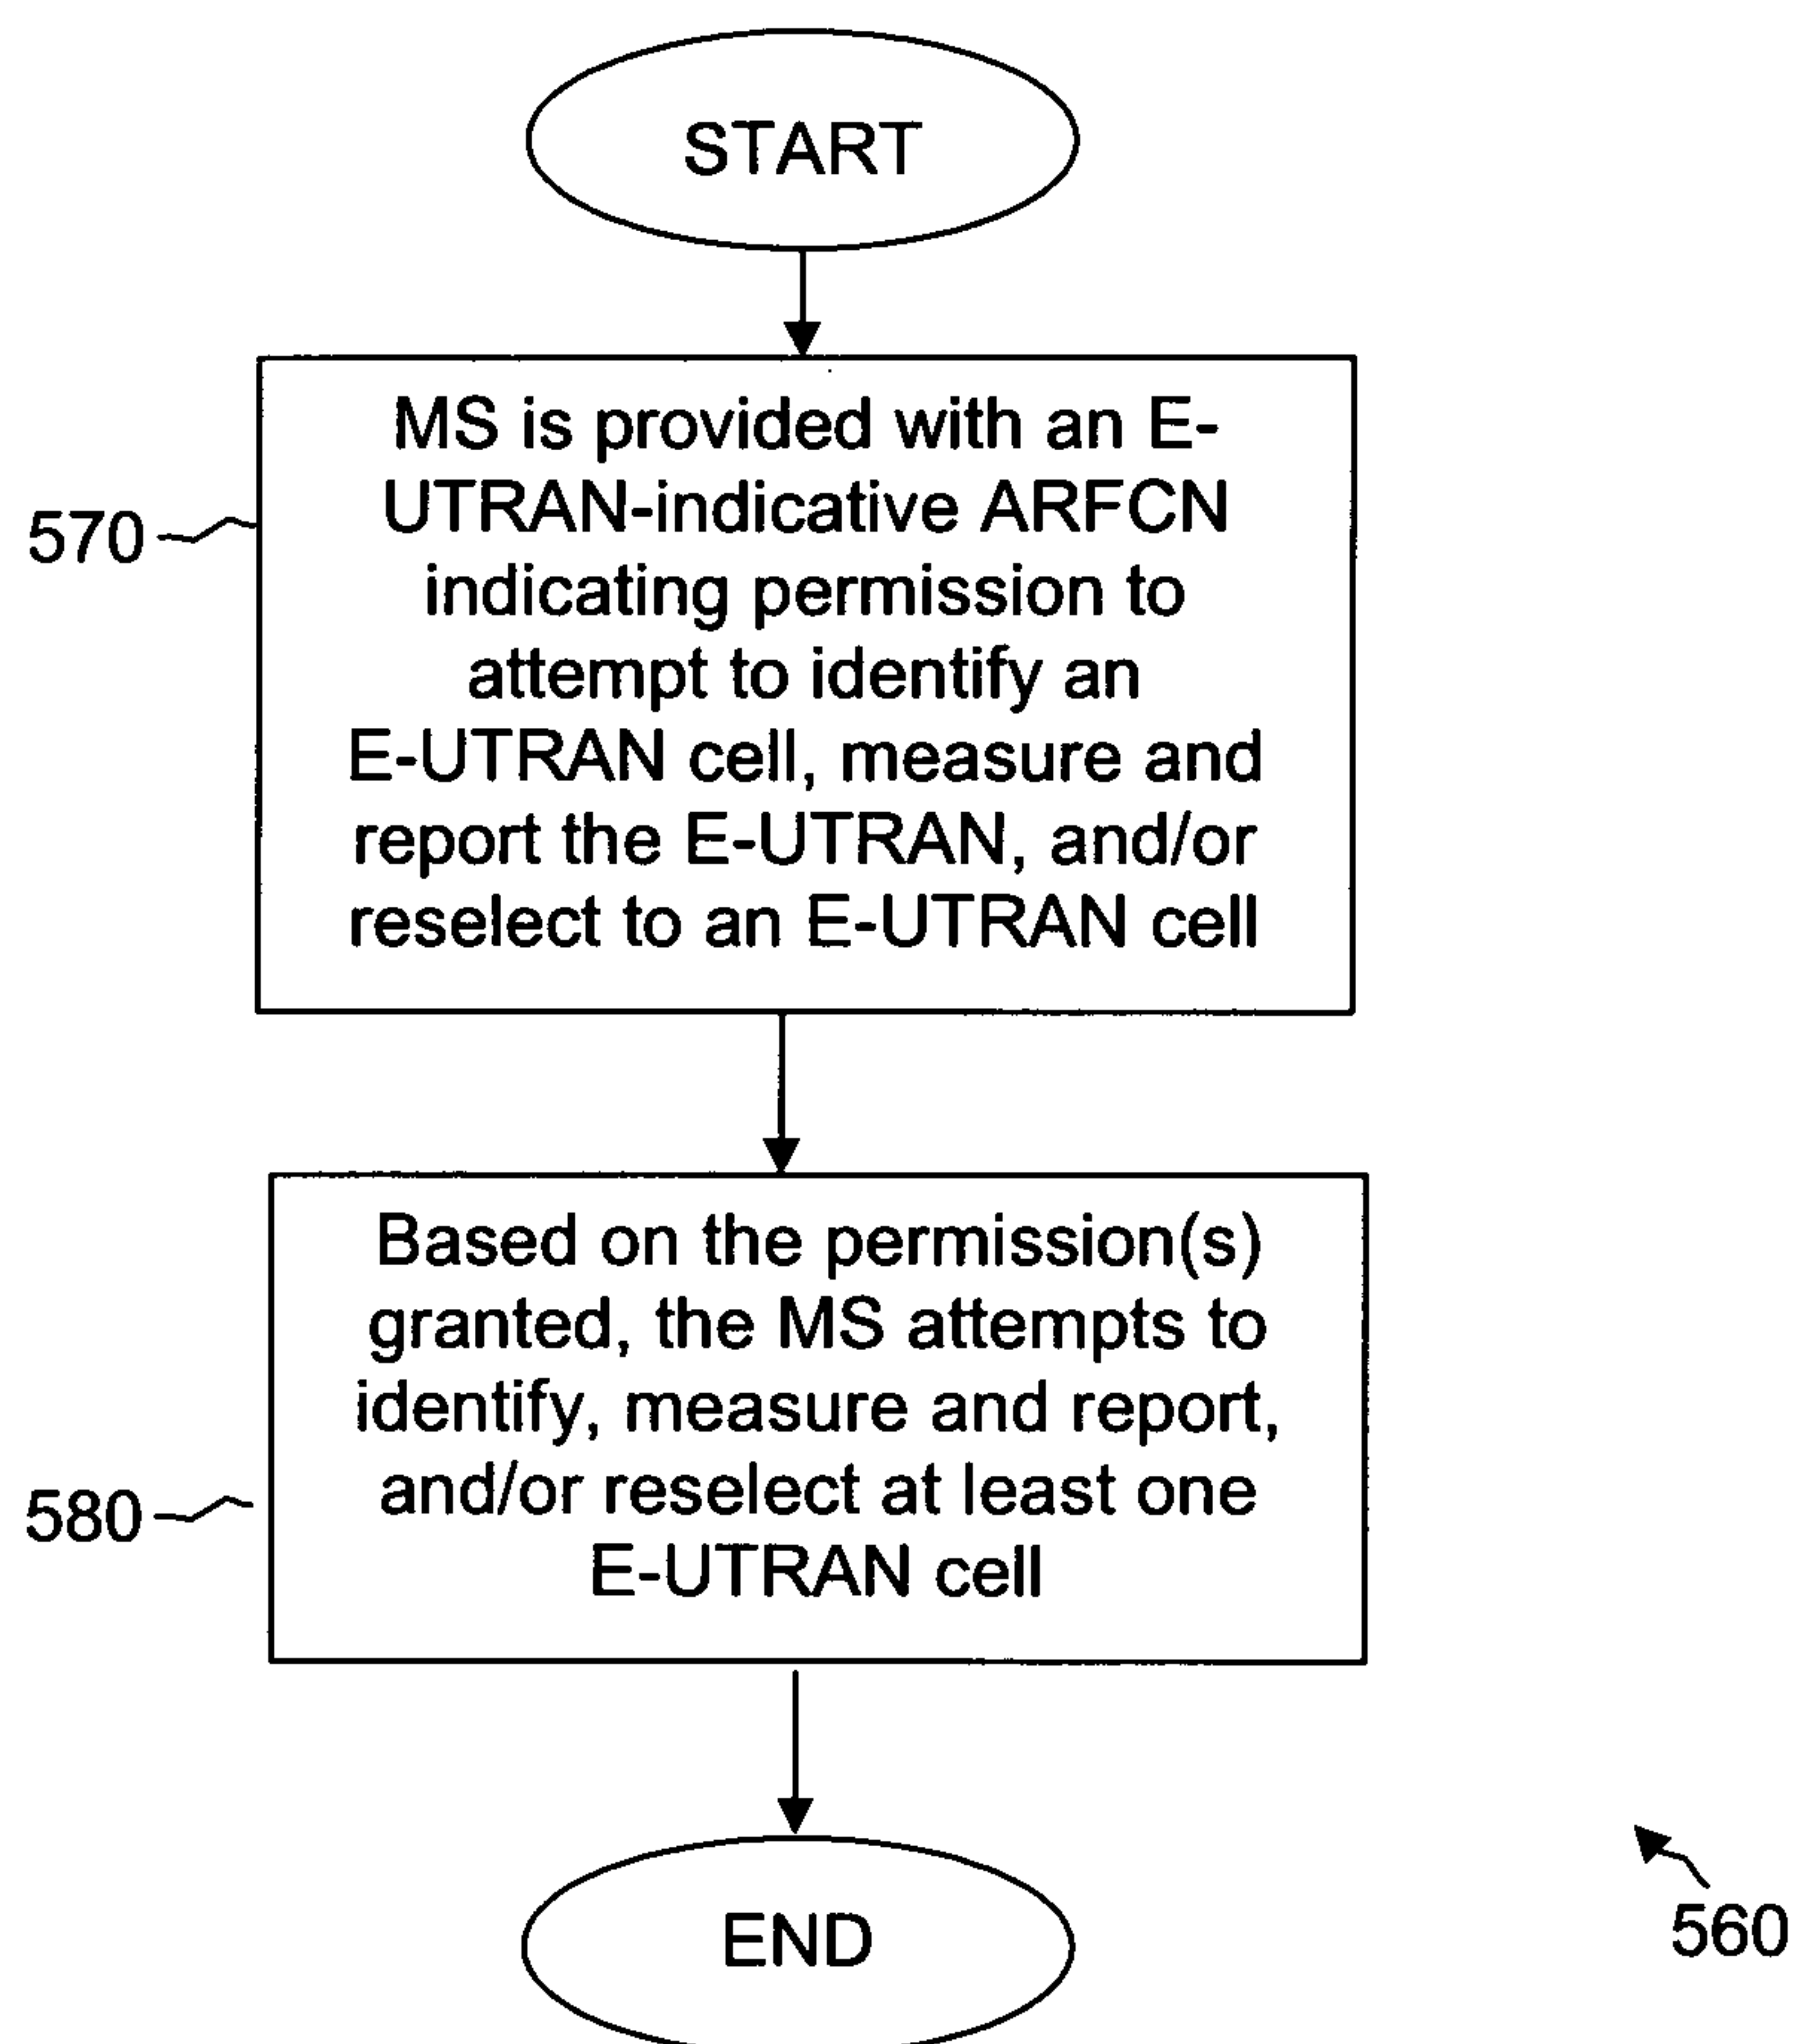 START
MS is provided with an E-
UTRAN-indicative ARFCN
indicating permission to
attempt to identify an
E-UTRAN cell, measure and
report the E-UTRAN, and/or
reselect to an E-UTRAN cell
570
Based on the permission(s)
granted, the MS attempts to
identify, measure and report,
and/or reselect at least one
E-UTRAN cell
580
END
560